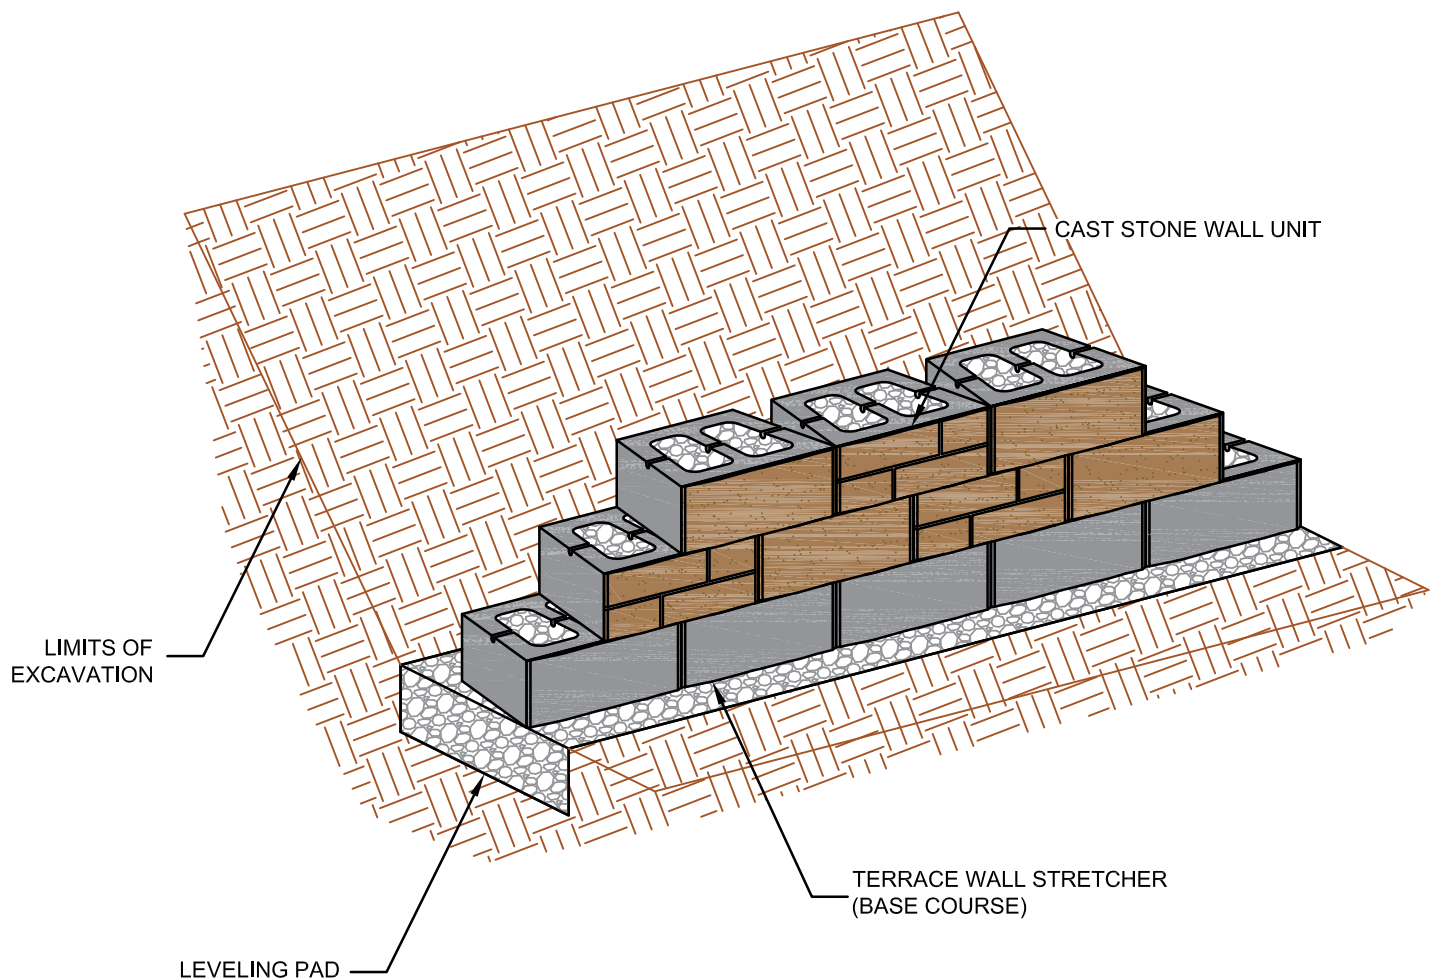 CAST STONE WALL UNIT
LIMITS OF
EXCAVATION
TERRACE WALL STRETCHER
(BASE COURSE)
LEVELING PAD